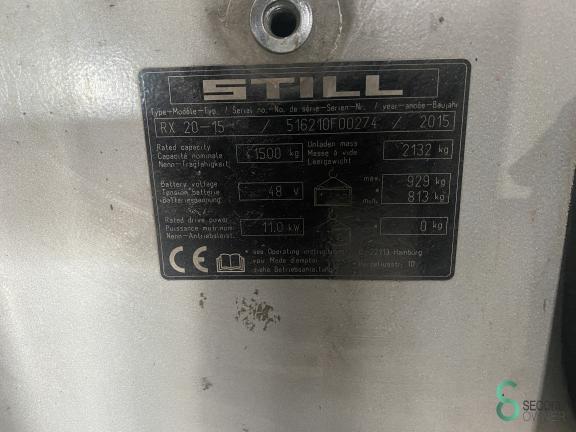 STILL
Type-Modèle-Typ / Serial no.-No. de série-Serien-Nr. / year-année-Baujahr
RX 20-15 / 516210F00274 / 2015
Rated capacity
Capacité nominale
Nenn-Tragfähigkeit
*1500 kg
Unladen mass
Masse à vide
Leergewicht
2132 kg
Battery voltage
Tension batterie
Batteriespannung
48 V
max. 929 kg
*
min. 813 kg
Rated drive power
Puissance motri.nom.
Nenn-Antriebsleist.
11.0 kW
* 0 kg
CE
* see Operating instructions
voir Mode d'emploi
siehe Betriebsanleitung
D-22113 Hamburg
10
SECOND
OWNER